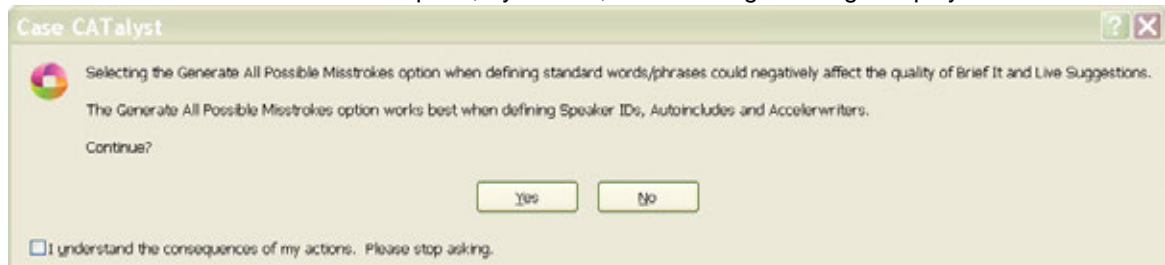 Case CATalyst
Selecting the Generate All Possible Misstrokes option when defining standard words/phrases could negatively affect the quality of Brief It and Live Suggestions.
The Generate All Possible Misstrokes option works best when defining Speaker IDs, Autoincludes and Accelerwriters.
Continue?
Yes No
I understand the consequences of my actions. Please stop asking.